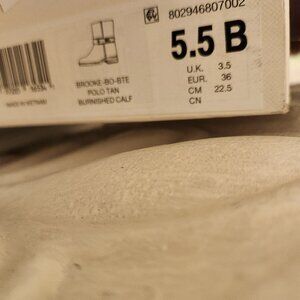 802946807002
5.5 B
U.K. 3.5
EUR. 36
CM 22.5
CN
BROOKE-BO-BTE
POLO TAN
BURNISHED CALF
MADE IN VIETNAM